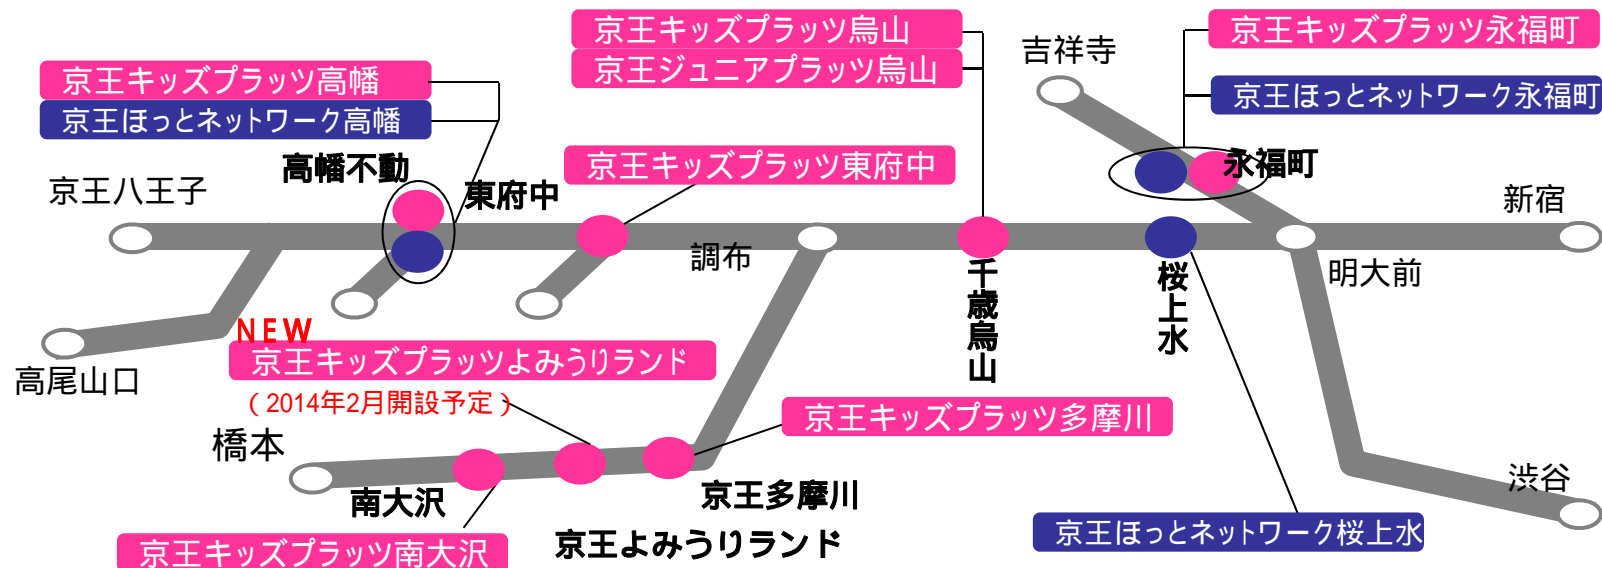 京王キッズプラッツ烏山
京王ジュニアプラッツ烏山
京王キッズプラッツ永福町
吉祥寺
京王ほっとネットワーク永福町
京王キッズプラッツ高幡
京王ほっとネットワーク高幡
高幡不動
京王キッズプラッツ東府中
永福町
京王八王子
東府中
新宿
調布
千歳烏山
桜上水
明大前
NEW
京王キッズプラッツよみうりランド
(2014年2月開設予定)
高尾山口
京王キッズプラッツ多摩川
橋本
南大沢
京王多摩川
渋谷
京王キッズプラッツ南大沢
京王よみうりランド
京王ほっとネットワーク桜上水